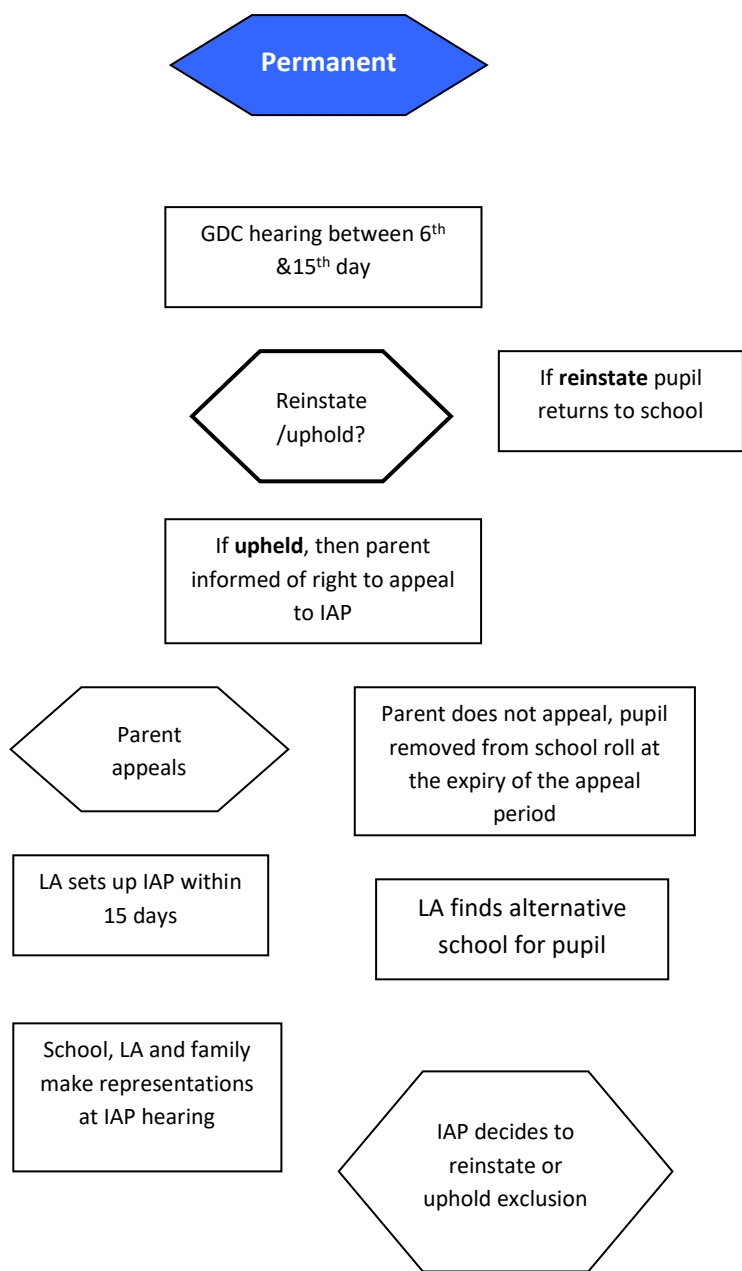 Permanent
GDC hearing between 6th
&15th day
Reinstate
/uphold?
If reinstate pupil
returns to school
If upheld, then parent
informed of right to appeal
to IAP
Parent
appeals
Parent does not appeal, pupil
removed from school roll at
the expiry of the appeal
period
LA sets up IAP within
15 days
LA finds alternative
school for pupil
School, LA and family
make representations
at IAP hearing
IAP decides to
reinstate or
uphold exclusion